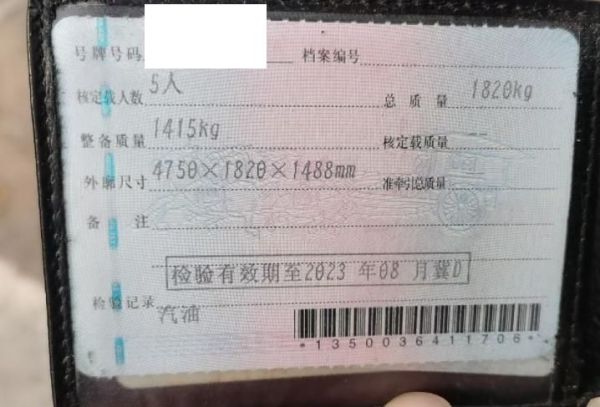 号牌号码 档案编号
核定载人数 5人 总质量 1820kg
整备质量 1415kg 核定载质量
外廓尺寸 4750×1820×1488mm 准牵引总质量
备注
检验有效期至2023 年08 月冀D
检验记录
汽油
*1350036411706*